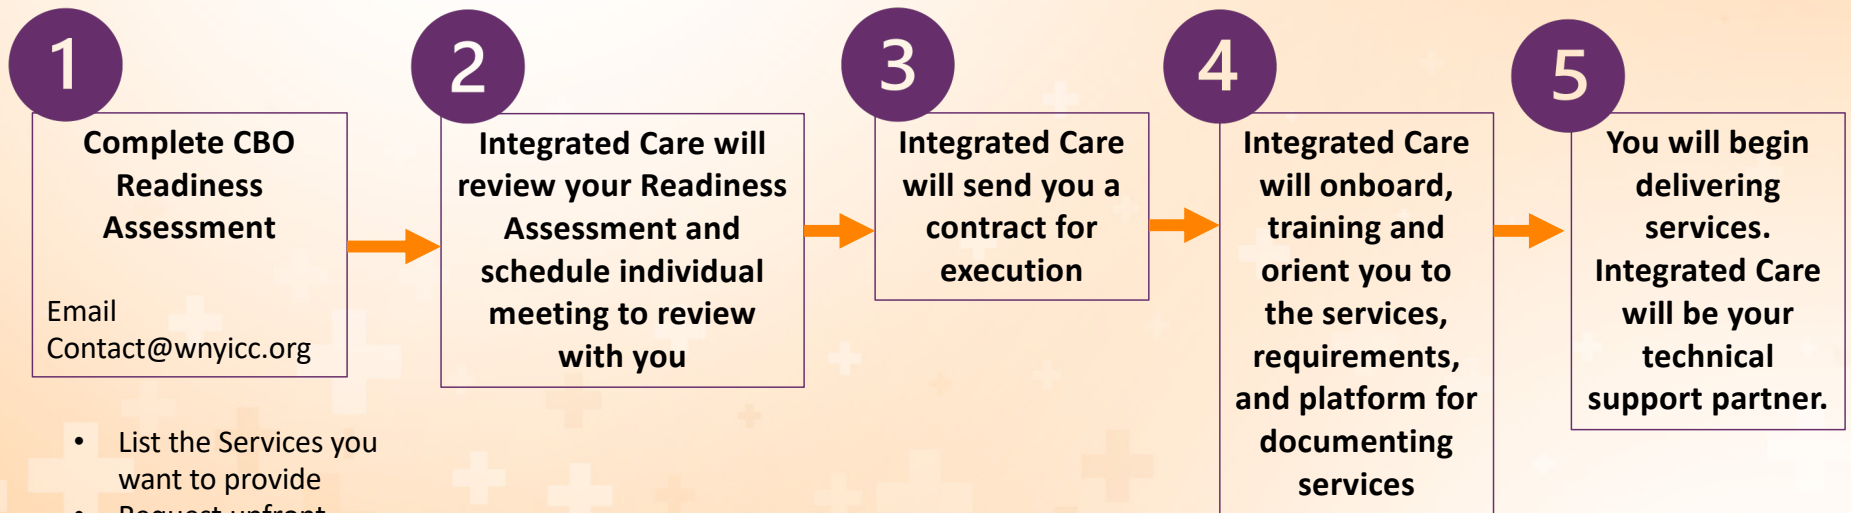 1
Complete CBO
Readiness
Assessment
Email
Contact@wnyicc.org
• List the Services you
want to provide
• Request upfront
2
Integrated Care will
review your Readiness
Assessment and
schedule individual
meeting to review
with you
3
Integrated Care
will send you a
contract for
execution
4
Integrated Care
will onboard,
training and
orient you to
the services,
requirements,
and platform for
documenting
services
5
You will begin
delivering
services.
Integrated Care
will be your
technical
support partner.